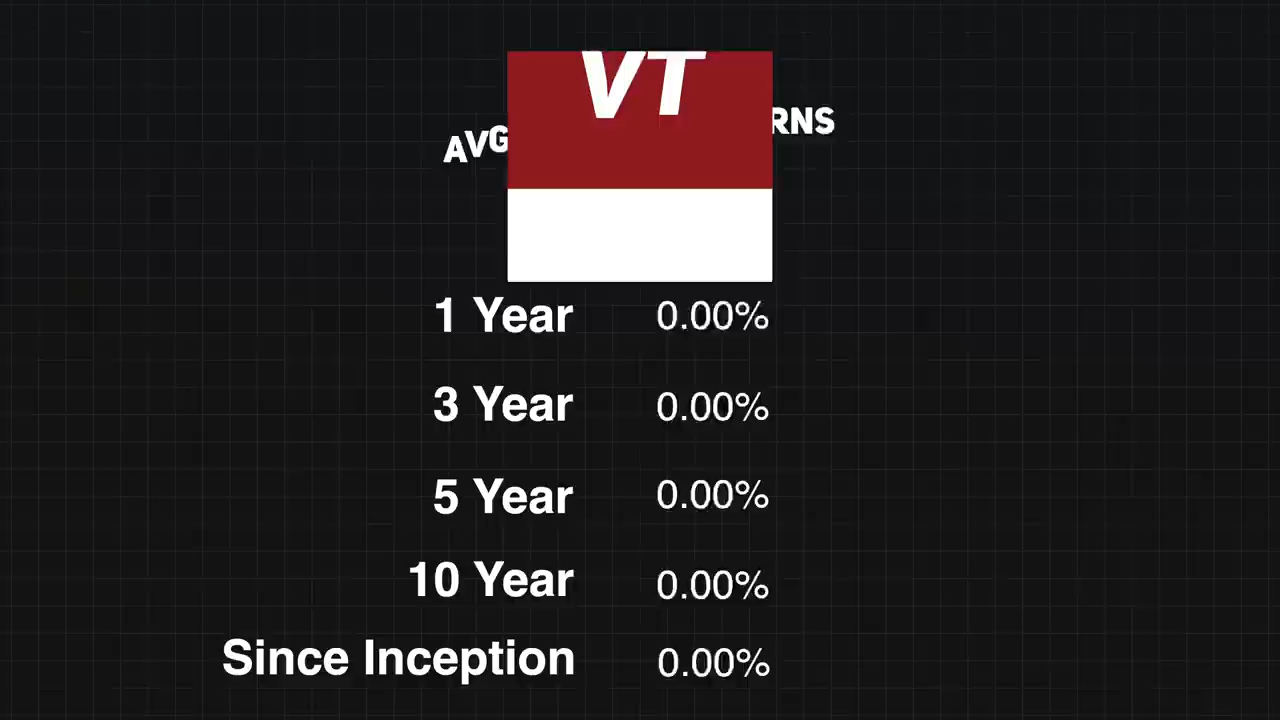 VT
AVG RNS
1 Year 0.00%
3 Year 0.00%
5 Year 0.00%
10 Year 0.00%
Since Inception 0.00%